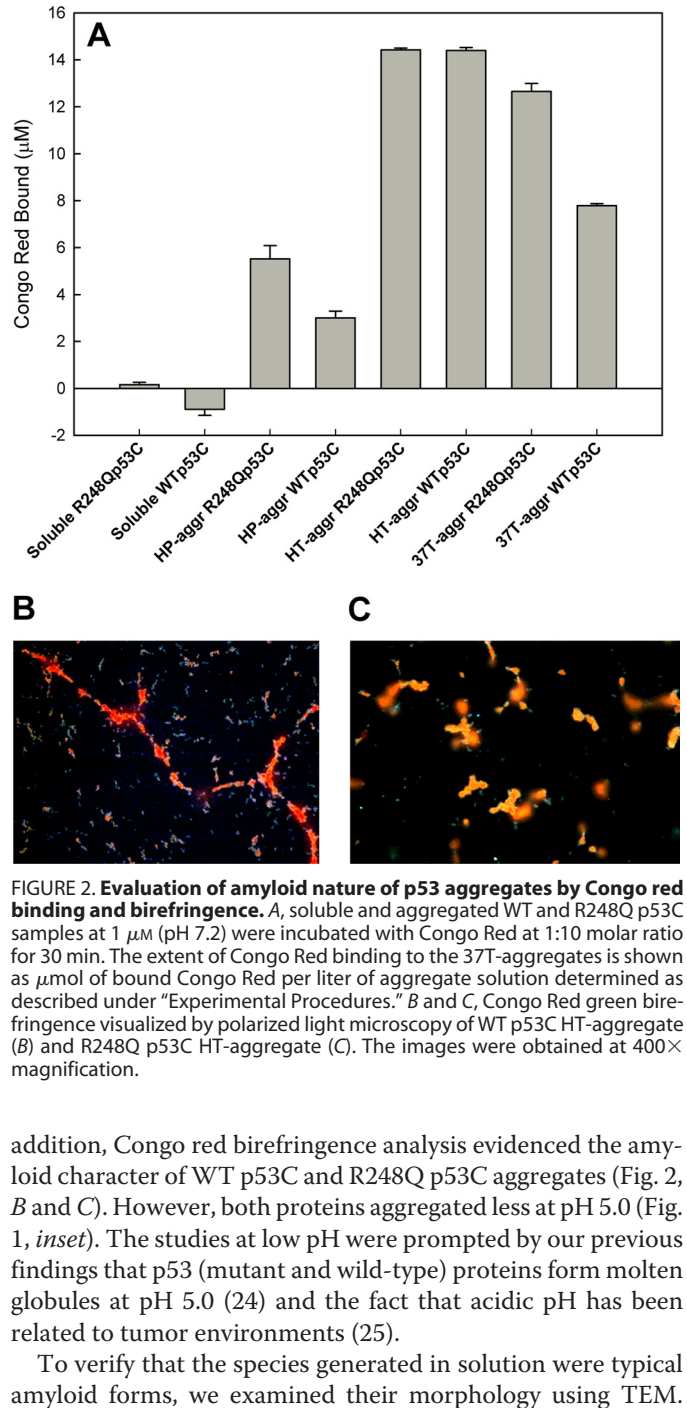 A
16
14
12
10
8
6
4
2
0
-2
Congo Red Bound (μM)
Soluble R248Qp53C
Soluble WTp53C
HP-aggr R248Qp53C
HP-aggr WTp53C
HT-aggr R248Qp53C
HT-aggr WTp53C
37T-aggr R248Qp53C
37T-aggr WTp53C
B
C
FIGURE 2. Evaluation of amyloid nature of p53 aggregates by Congo red
binding and birefringence. A, soluble and aggregated WT and R248Q p53C
samples at 1 μM (pH 7.2) were incubated with Congo Red at 1:10 molar ratio
for 30 min. The extent of Congo Red binding to the 37T-aggregates is shown
as μmol of bound Congo Red per liter of aggregate solution determined as
described under “Experimental Procedures.” B and C, Congo Red green bire-
fringence visualized by polarized light microscopy of WT p53C HT-aggregate
(B) and R248Q p53C HT-aggregate (C). The images were obtained at 400×
magnification.
addition, Congo red birefringence analysis evidenced the amy-
loid character of WT p53C and R248Q p53C aggregates (Fig. 2,
B and C). However, both proteins aggregated less at pH 5.0 (Fig.
1, inset). The studies at low pH were prompted by our previous
findings that p53 (mutant and wild-type) proteins form molten
globules at pH 5.0 (24) and the fact that acidic pH has been
related to tumor environments (25).
To verify that the species generated in solution were typical
amyloid forms, we examined their morphology using TEM.